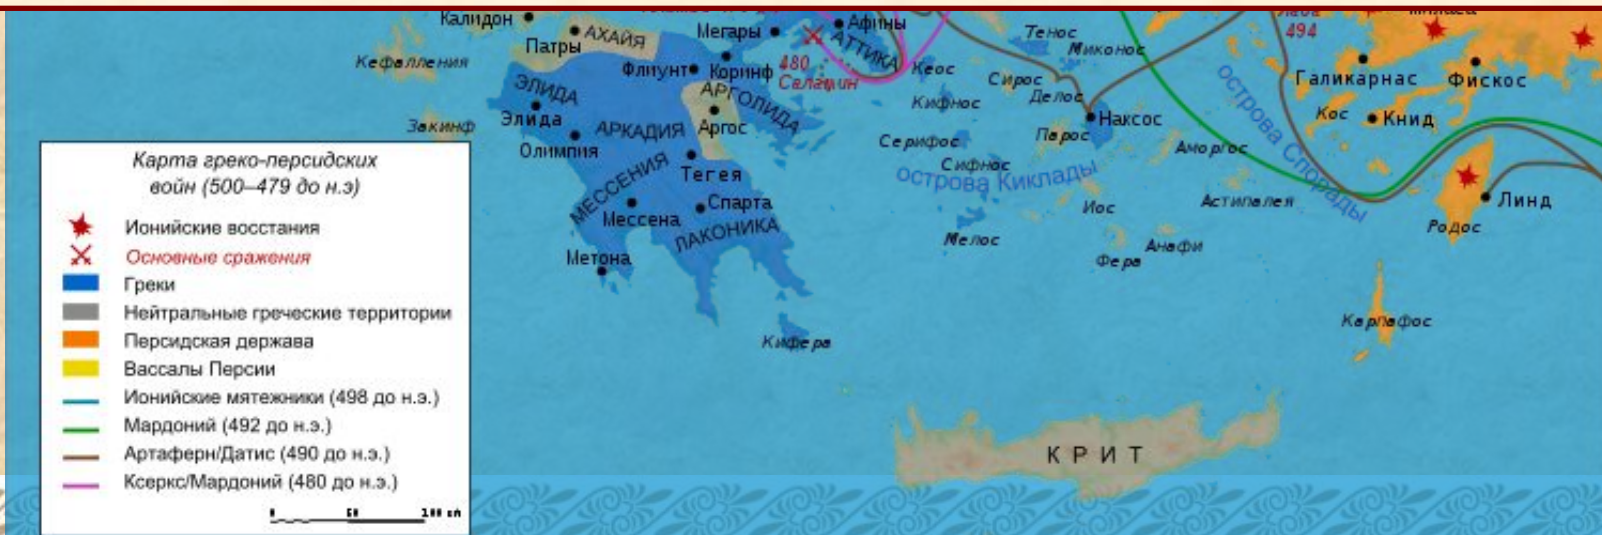 Калидон
Афины
Мегары
АХАЙЯ
Патры
494
Тенос
Миконос
АТТИКА
Кефалления
Флиунт
Коринф
480
Саламин
Кеос
Сирос
Галикарнас
Фискос
ЭЛИДА
АРГОЛИДА
Кифнос
Делос
острова Спорады
Элида
Закинф
АРКАДИЯ
Аргос
Наксос
Кос
Книд
Олимпия
Серифос
Парос
Аморгос
МЕССЕНИЯ
Тегея
Сифнос
острова Киклады
Мессена
Спарта
Иос
Астипалея
Линд
ЛАКОНИКА
Мелос
Анафи
Родос
Метона
Фера
Кифера
Карпафос
КРИТ
Карта греко-персидских
войн (500–479 до н.э)
Ионийские восстания
Основные сражения
Греки
Нейтральные греческие территории
Персидская держава
Вассалы Персии
Ионийские мятежники (498 до н.э.)
Мардоний (492 до н.э.)
Артаферн/Датис (490 до н.э.)
Ксеркс/Мардоний (480 до н.э.)